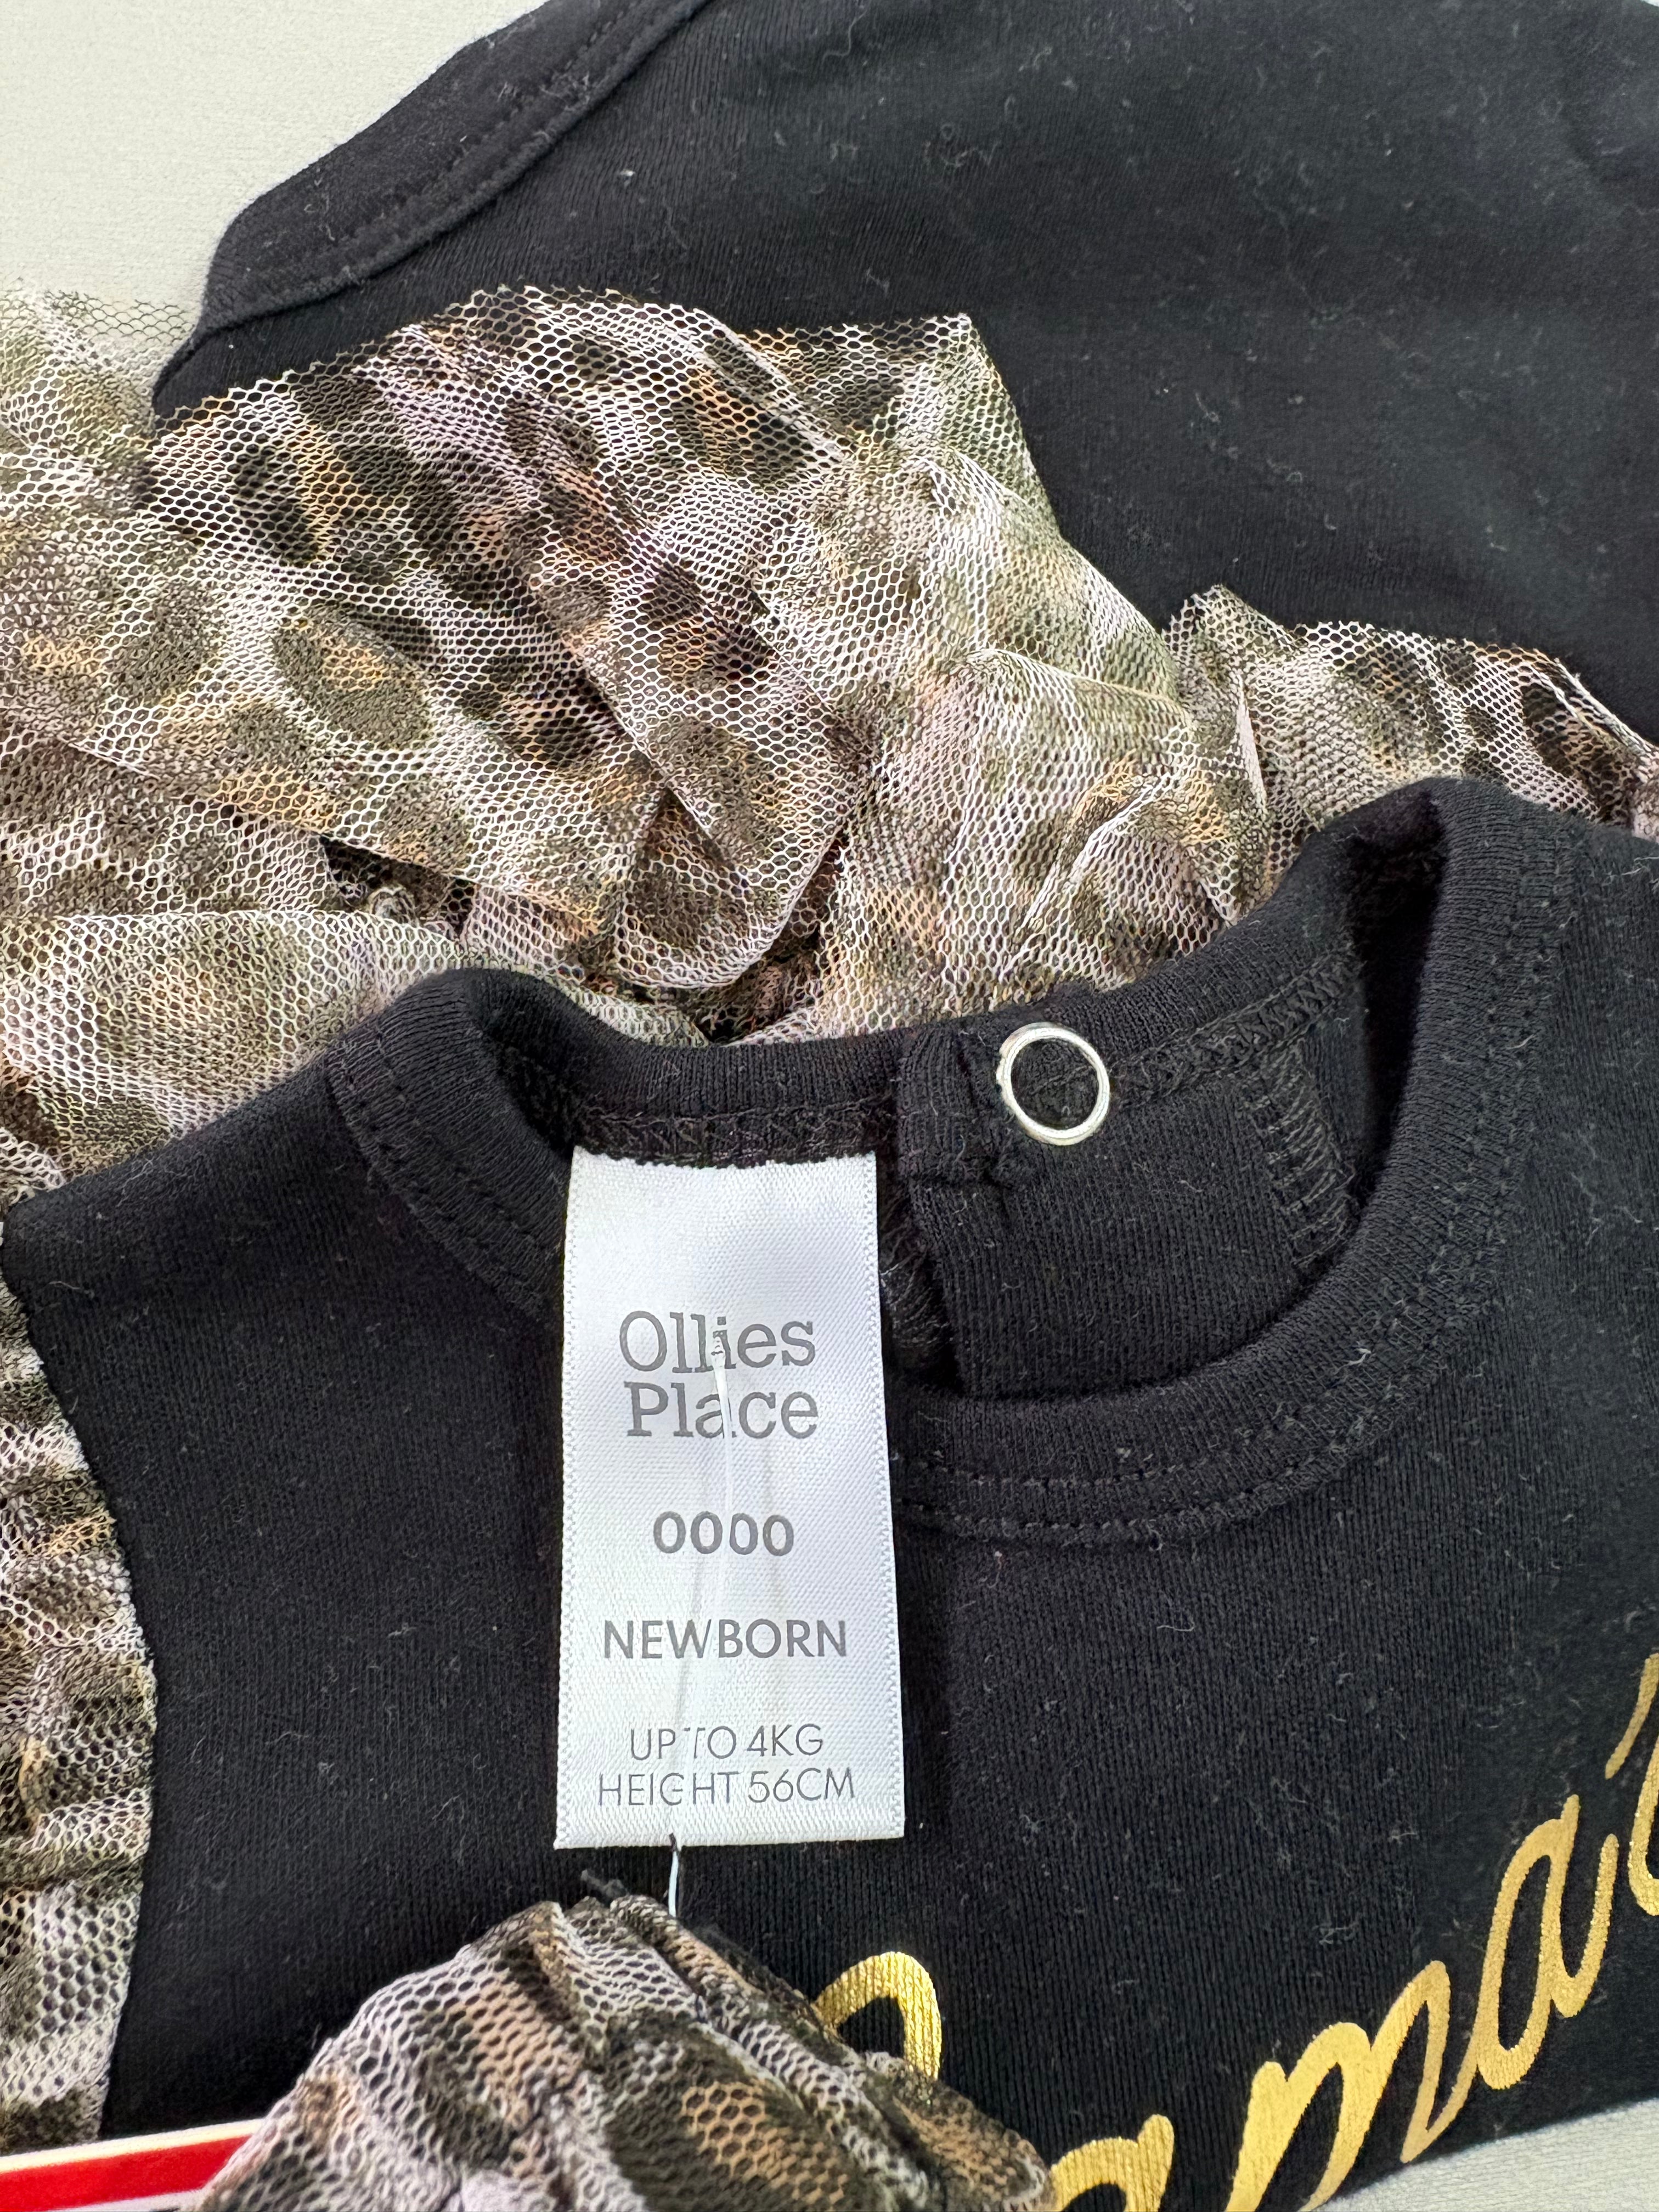 Ollies
Place
0000
NEWBORN
UP TO 4KG
HEIGHT 56CM